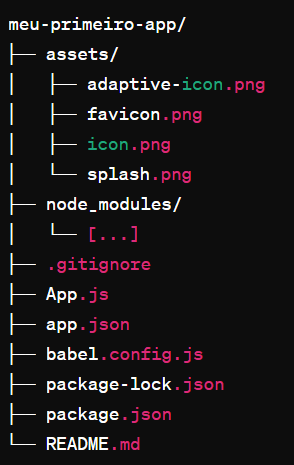 meu-primeiro-app/
├── assets/
│   ├── adaptive-icon.png
│   ├── favicon.png
│   ├── icon.png
│   └── splash.png
├── node_modules/
│   └── [...]
├── .gitignore
├── App.js
├── app.json
├── babel.config.js
├── package-lock.json
├── package.json
└── README.md